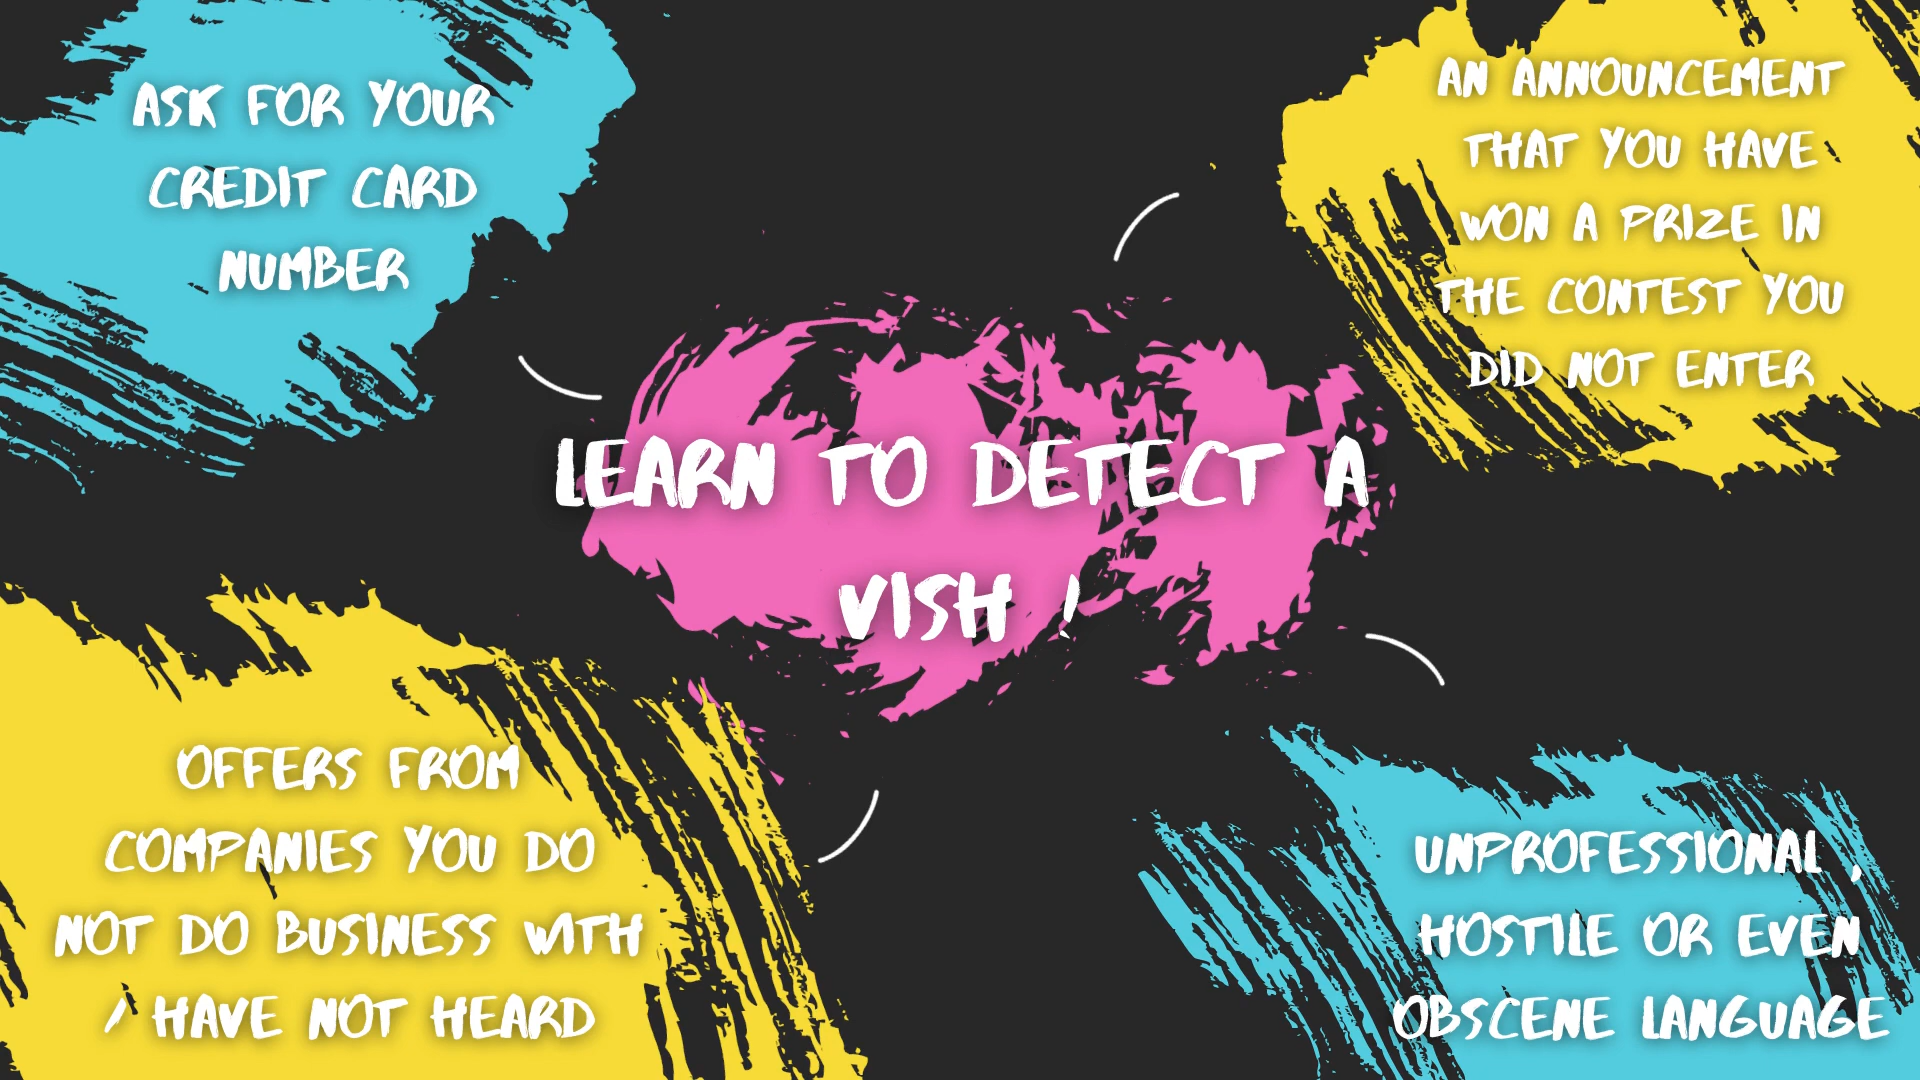 ASK FOR YOUR
CREDIT CARD
NUMBER
AN ANNOUNCEMENT
THAT YOU HAVE
WON A PRIZE IN
THE CONTEST YOU
DID NOT ENTER
LEARN TO DETECT A
VISH !
OFFERS FROM
COMPANIES YOU DO
NOT DO BUSINESS WITH
/ HAVE NOT HEARD
UNPROFESSIONAL ,
HOSTILE OR EVEN
OBSCENE LANGUAGE